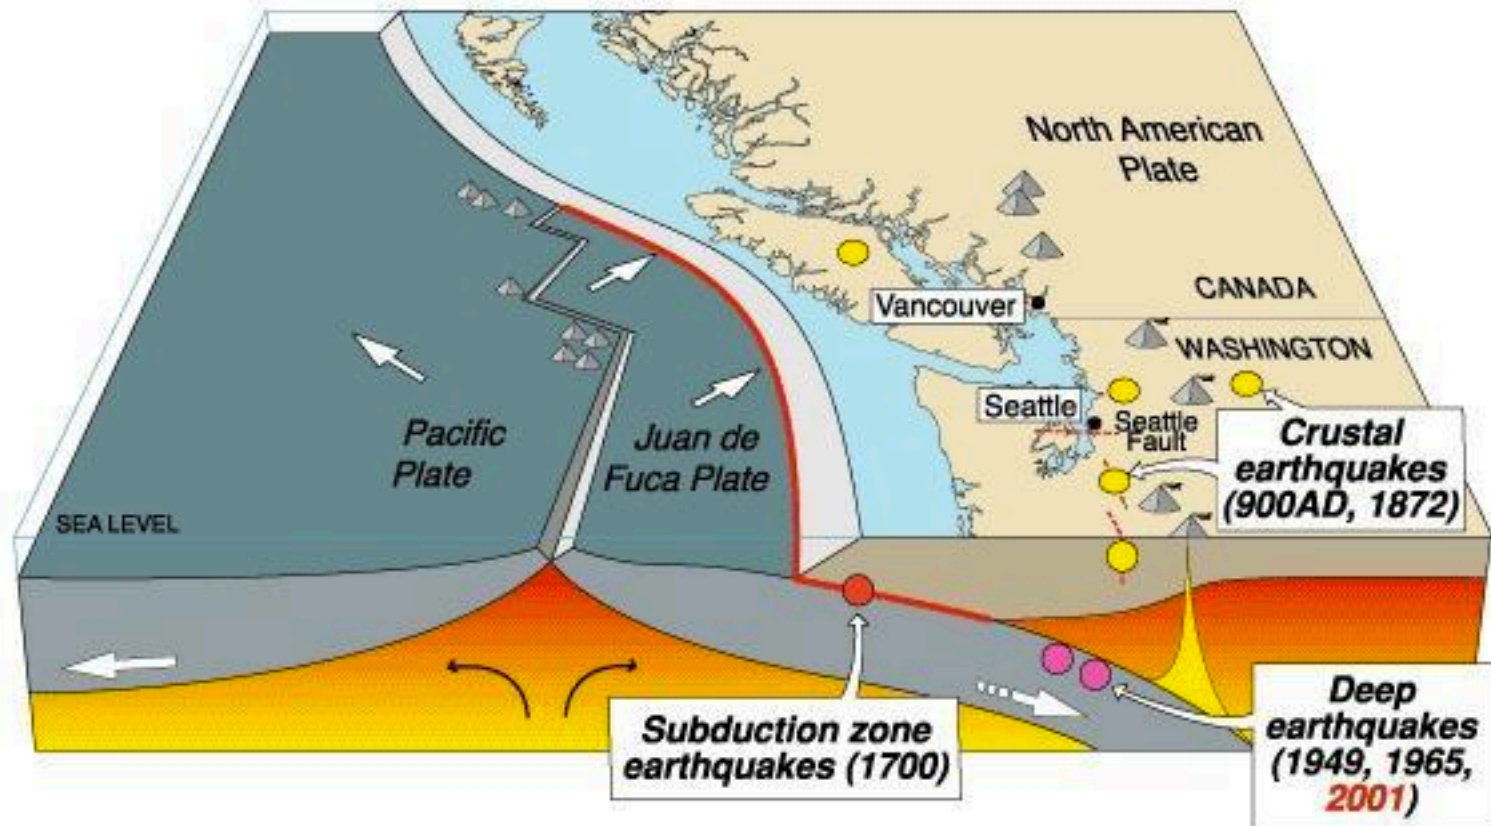 North American
Plate
CANADA
Vancouver
WASHINGTON
Seattle
Seattle
Fault
Crustal
earthquakes
(900AD, 1872)
Pacific
Plate
Juan de
Fuca Plate
SEA LEVEL
Subduction zone
earthquakes (1700)
Deep
earthquakes
(1949, 1965,
2001)